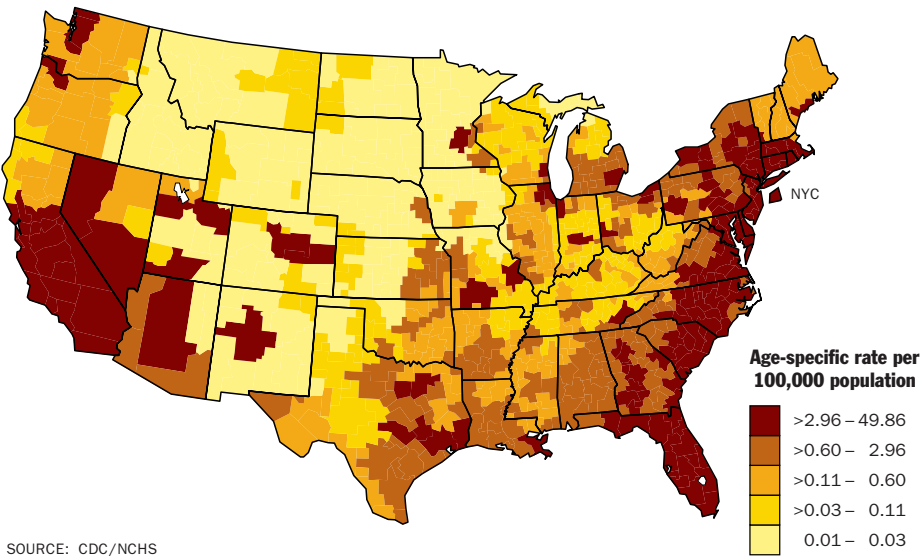 NYC
Age-specific rate per
100,000 population
>2.96 – 49.86
>0.60 – 2.96
>0.11 – 0.60
>0.03 – 0.11
0.01 – 0.03
SOURCE: CDC/NCHS